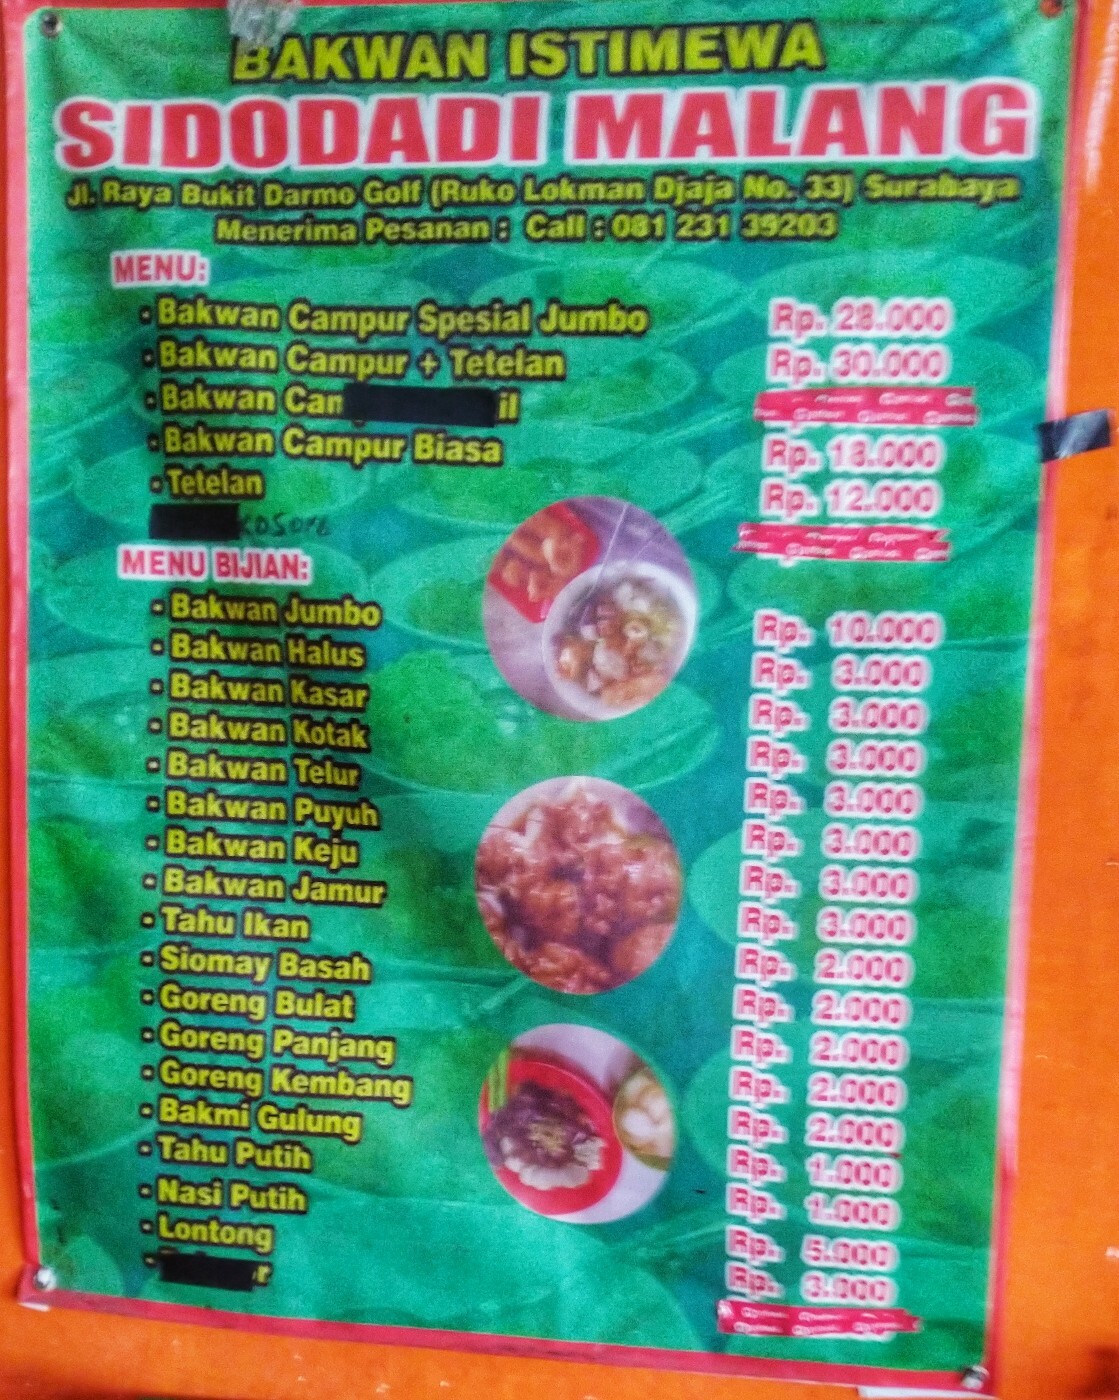 BAKWAN ISTIMEWA
SIDODADI MALANG
Jl. Raya Bukit Darmo Golf (Ruko Lokman Djaja No. 33) Surabaya
Menerima Pesanan : Call : 081 231 39203
MENU:
- Bakwan Campur Spesial Jumbo Rp. 28.000
- Bakwan Campur + Tetelan Rp. 30.000
- Bakwan
- Bakwan Campur Biasa Rp. 18.000
- Tetelan Rp. 12.000
MENU BIJIAN:
- Bakwan Jumbo Rp. 10.000
- Bakwan Halus Rp. 3.000
- Bakwan Kasar Rp. 3.000
- Bakwan Kotak Rp. 3.000
- Bakwan Telur Rp. 3.000
- Bakwan Puyuh Rp. 3.000
- Bakwan Keju Rp. 3.000
- Bakwan Jamur Rp. 3.000
- Tahu Ikan Rp. 2.000
- Siomay Basah Rp. 2.000
- Goreng Bulat Rp. 2.000
- Goreng Panjang Rp. 2.000
- Goreng Kembang Rp. 2.000
- Bakmi Gulung Rp. 1.000
- Tahu Putih Rp. 1.000
- Nasi Putih Rp. 5.000
- Lontong Rp. 3.000